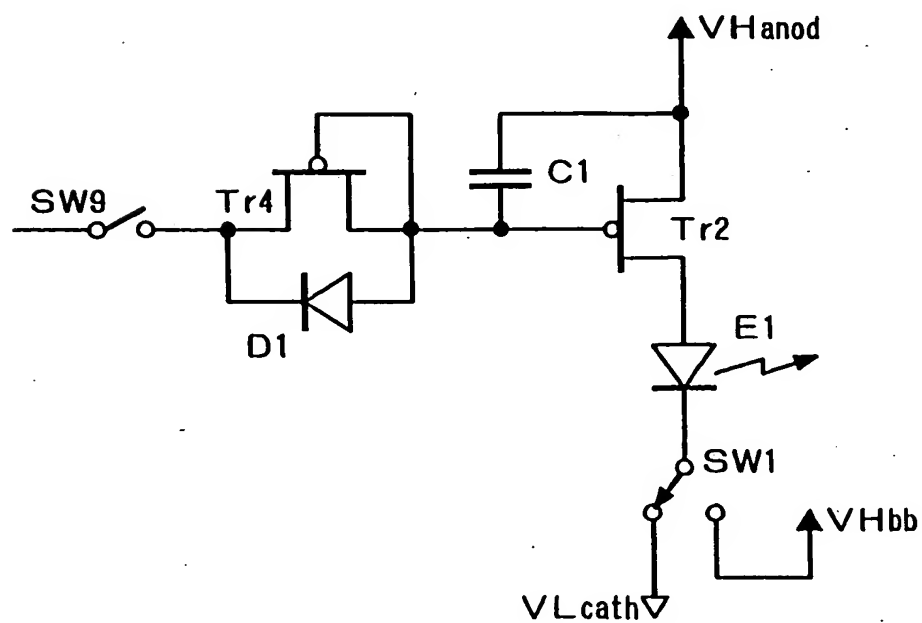 VHanod
C1
SW9
Tr4
Tr2
D1
E1
SW1
VHbb
VLcath